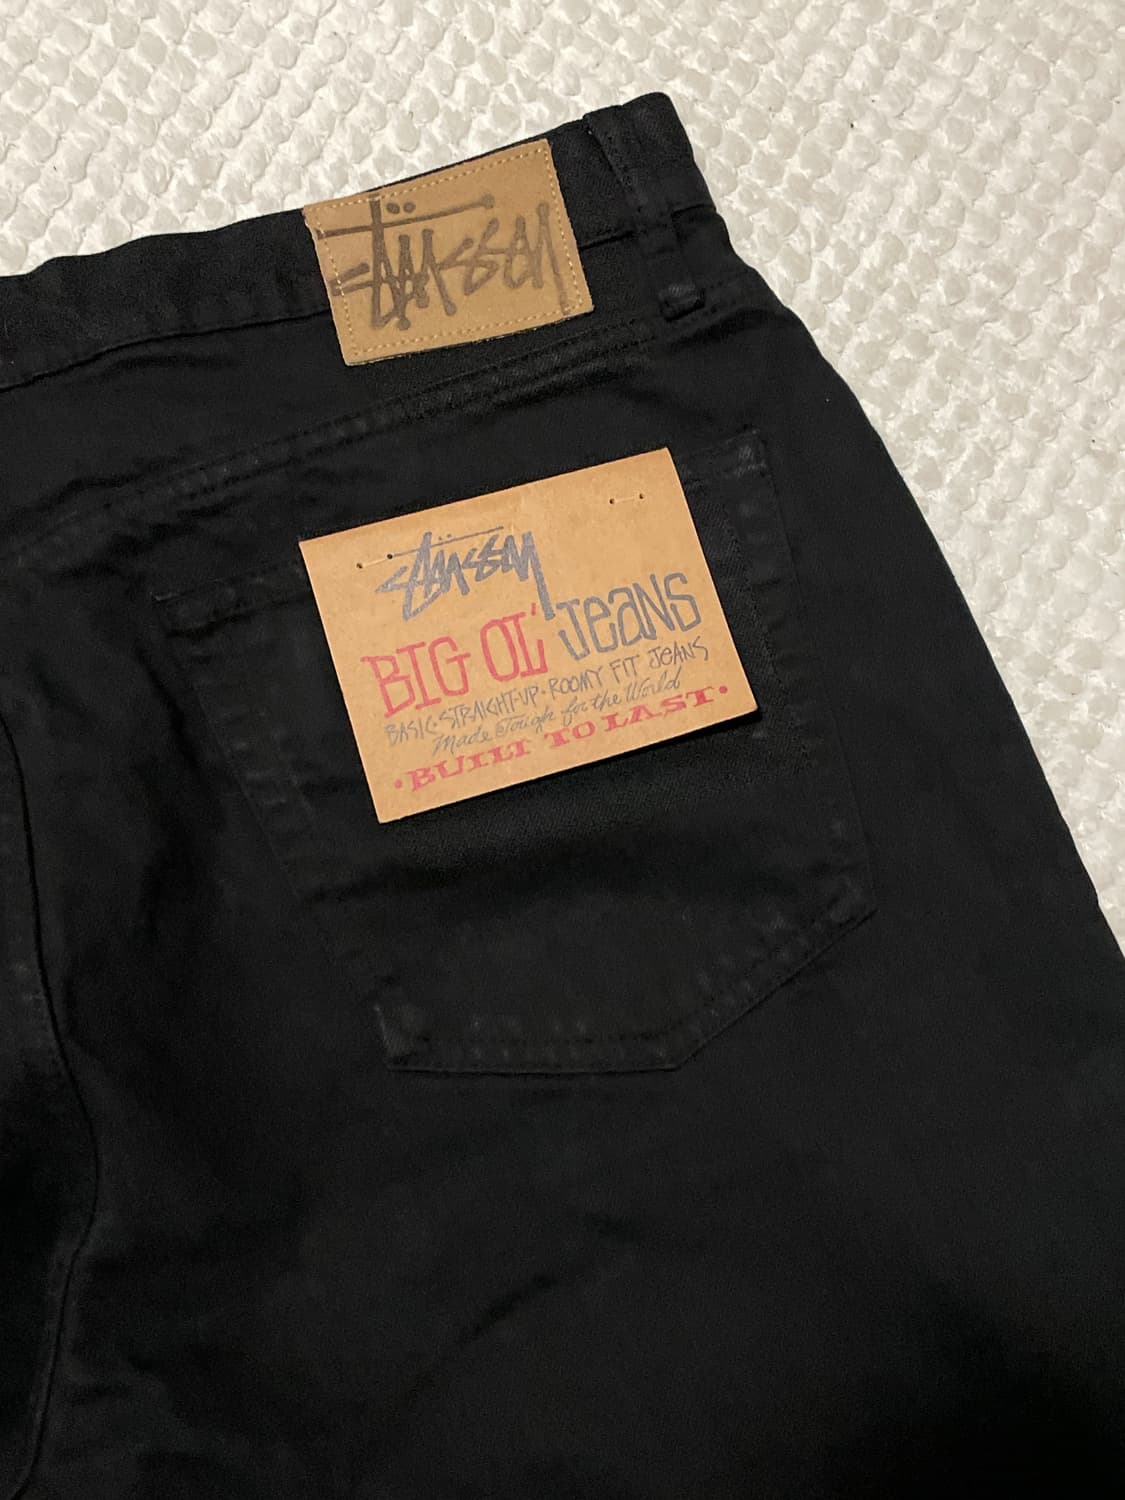 Stüssy
Stüssy
BIG OL' JeaNS
BASIC·STRAIGHT-UP·ROOMY FIT JEANS
Made Tough for the World
·BUILT TO LAST·